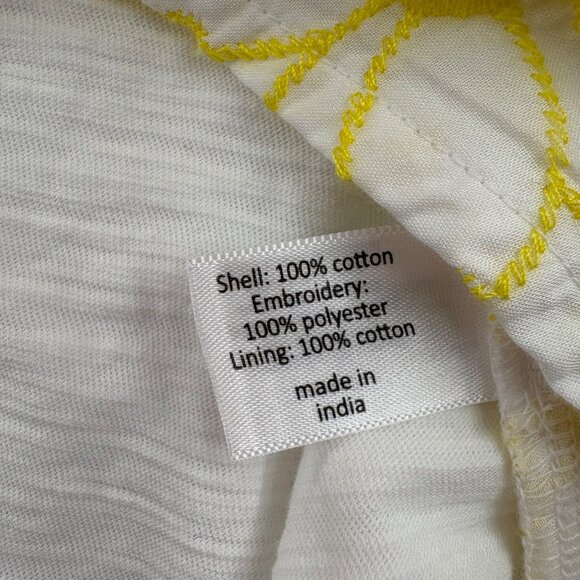 Shell: 100% cotton
Embroidery:
100% polyester
Lining: 100% cotton
made in
india